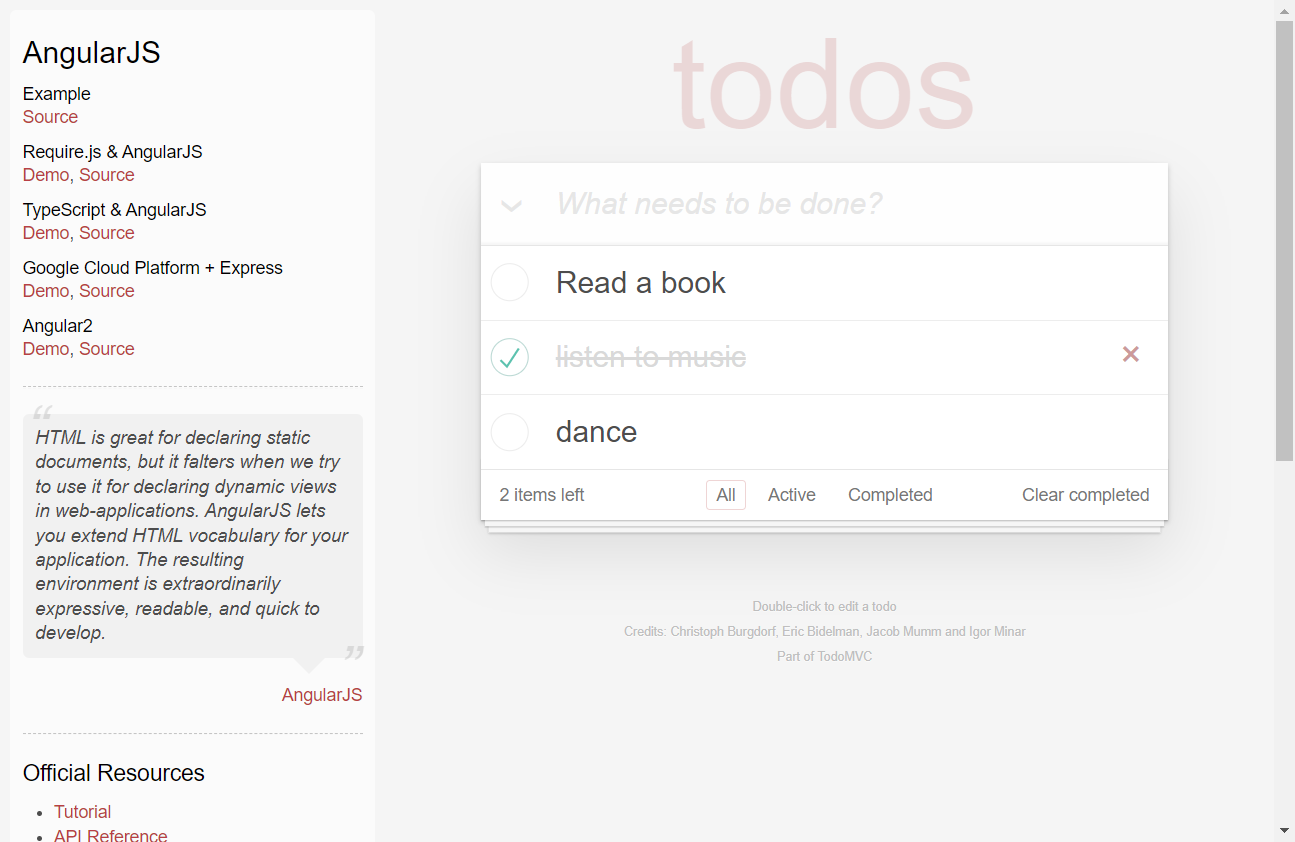 AngularJS
Example
Source
Require.js & AngularJS
Demo, Source
TypeScript & AngularJS
Demo, Source
Google Cloud Platform + Express
Demo, Source
Angular2
Demo, Source
“
HTML is great for declaring static
documents, but it falters when we try
to use it for declaring dynamic views
in web-applications. AngularJS lets
you extend HTML vocabulary for your
application. The resulting
environment is extraordinarily
expressive, readable, and quick to
develop.
”
AngularJS
Official Resources
• Tutorial
• API Reference
todos
What needs to be done?
Read a book
listen to music
dance
2 items left
All
Active
Completed
Clear completed
Double-click to edit a todo
Credits: Christoph Burgdorf, Eric Bidelman, Jacob Mumm and Igor Minar
Part of TodoMVC